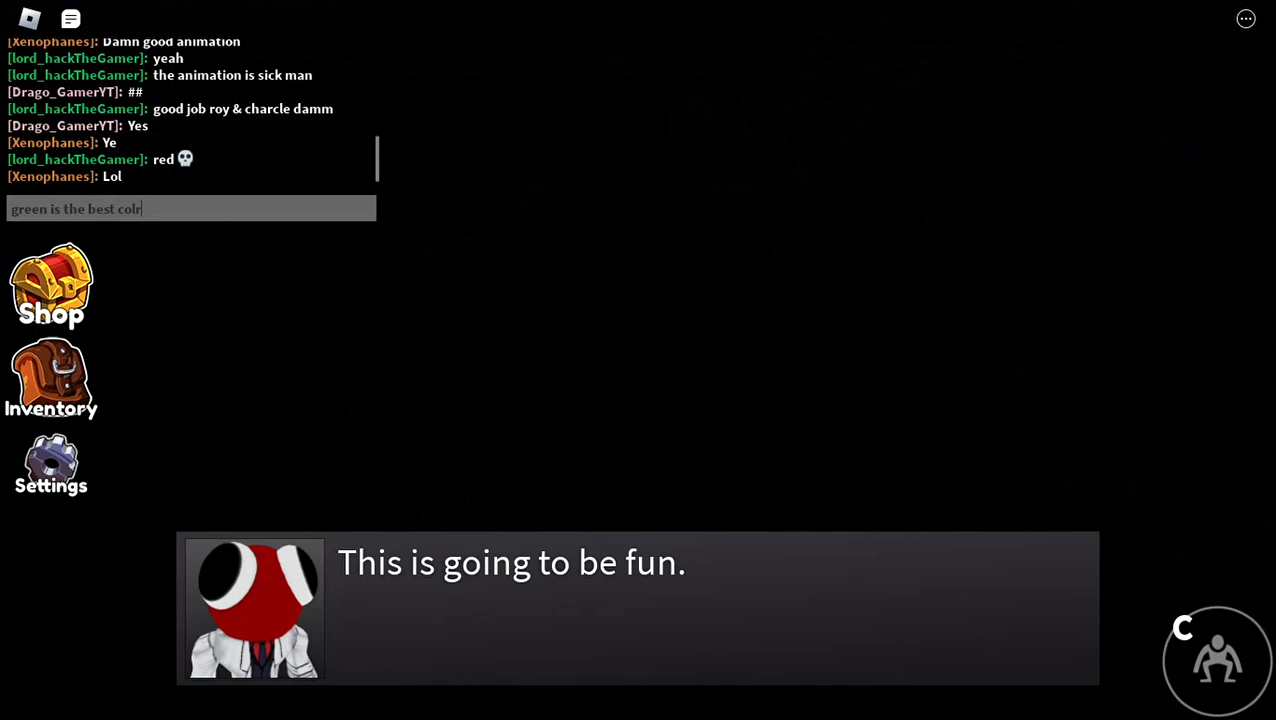 [Xenophanes]: Damn good animation
[lord_hackTheGamer]: yeah
[lord_hackTheGamer]: the animation is sick man
[Drago_GamerYT]: ##
[lord_hackTheGamer]: good job roy & charcle damm
[Drago_GamerYT]: Yes
[Xenophanes]: Ye
[lord_hackTheGamer]: red 💀
[Xenophanes]: Lol
green is the best colr
Shop
Inventory
Settings
This is going to be fun.
C